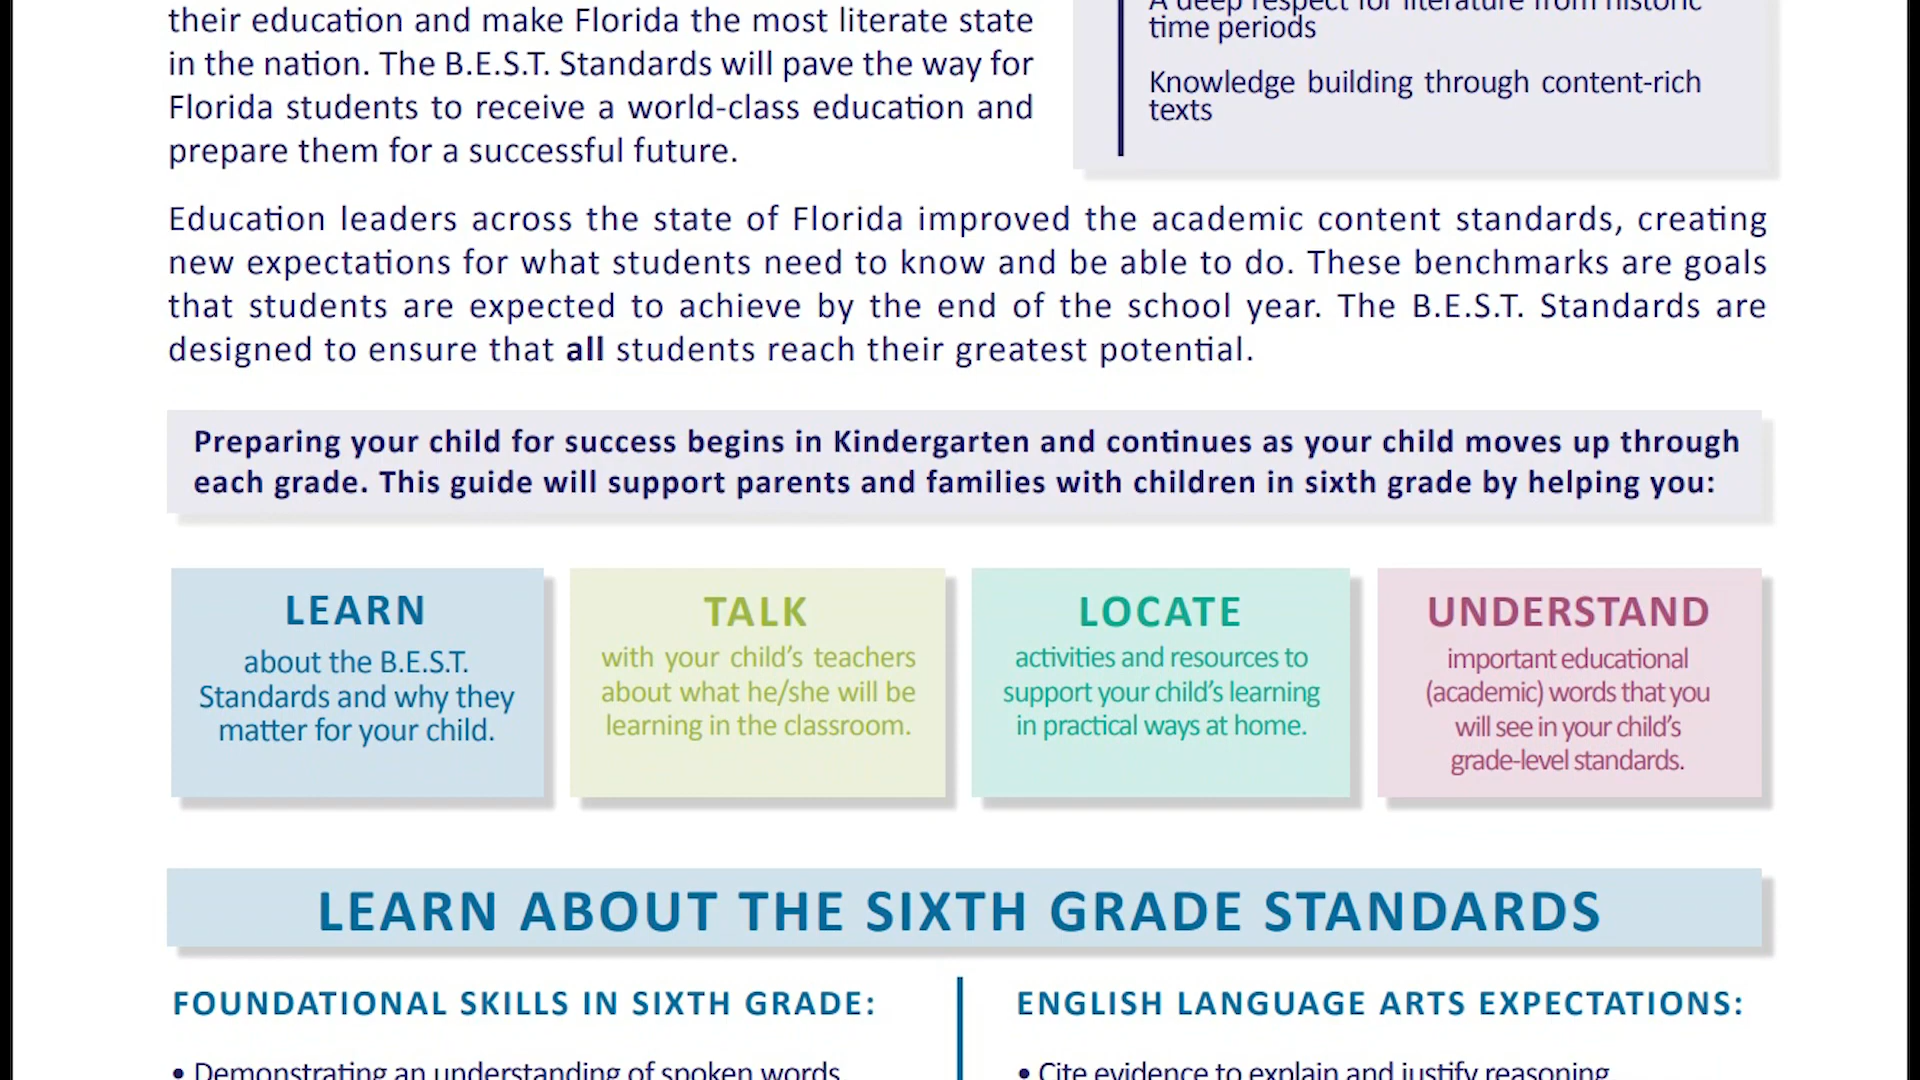 their education and make Florida the most literate state
in the nation. The B.E.S.T. Standards will pave the way for
Florida students to receive a world-class education and
prepare them for a successful future.
A deep respect for literature from historic
time periods
Knowledge building through content-rich
texts
Education leaders across the state of Florida improved the academic content standards, creating
new expectations for what students need to know and be able to do. These benchmarks are goals
that students are expected to achieve by the end of the school year. The B.E.S.T. Standards are
designed to ensure that all students reach their greatest potential.
Preparing your child for success begins in Kindergarten and continues as your child moves up through
each grade. This guide will support parents and families with children in sixth grade by helping you:
LEARN
about the B.E.S.T.
Standards and why they
matter for your child.
TALK
with your child's teachers
about what he/she will be
learning in the classroom.
LOCATE
activities and resources to
support your child's learning
in practical ways at home.
UNDERSTAND
important educational
(academic) words that you
will see in your child's
grade-level standards.
LEARN ABOUT THE SIXTH GRADE STANDARDS
FOUNDATIONAL SKILLS IN SIXTH GRADE:
• Demonstrating an understanding of spoken words
ENGLISH LANGUAGE ARTS EXPECTATIONS:
• Cite evidence to explain and justify reasoning